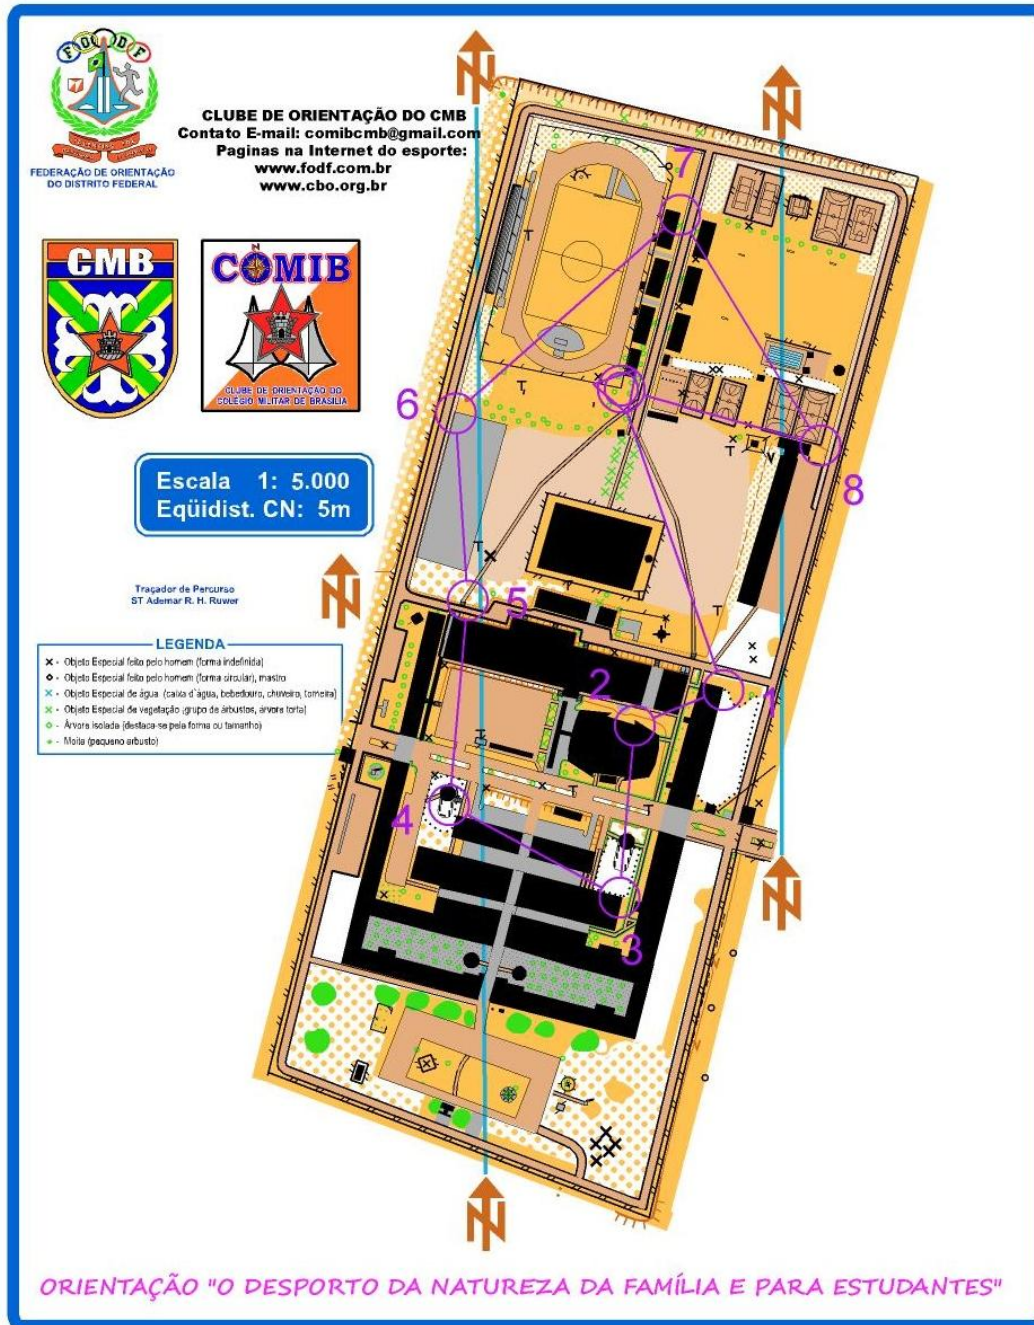 FODF
FEDERAÇÃO DE ORIENTAÇÃO
DO DISTRITO FEDERAL
CLUBE DE ORIENTAÇÃO DO CMB
Contato E-mail: comibcmb@gmail.com
Paginas na Internet do esporte:
www.fodf.com.br
www.cbo.org.br
CMB
N
COMIB
CLUBE DE ORIENTAÇÃO DO
COLÉGIO MILITAR DE BRASÍLIA
Escala 1: 5.000
Eqüidist. CN: 5m
Traçador de Percurso
ST Ademar R. H. Ruwer
LEGENDA
x - Objeto Especial feito pelo homem (forma indefinida)
o - Objeto Especial feito pelo homem (forma circular), mastro
x - Objeto Especial de água (caixa d'água, bebedouro, chuveiro, torneira)
x - Objeto Especial de vegetação (grupo de arbustos, árvore torta)
o - Árvore isolada (destaca-se pela forma ou tamanho)
- Moita (pequeno arbusto)
N
N
7
6
8
N
5
2
1
4
N
3
N
ORIENTAÇÃO "O DESPORTO DA NATUREZA DA FAMÍLIA E PARA ESTUDANTES"